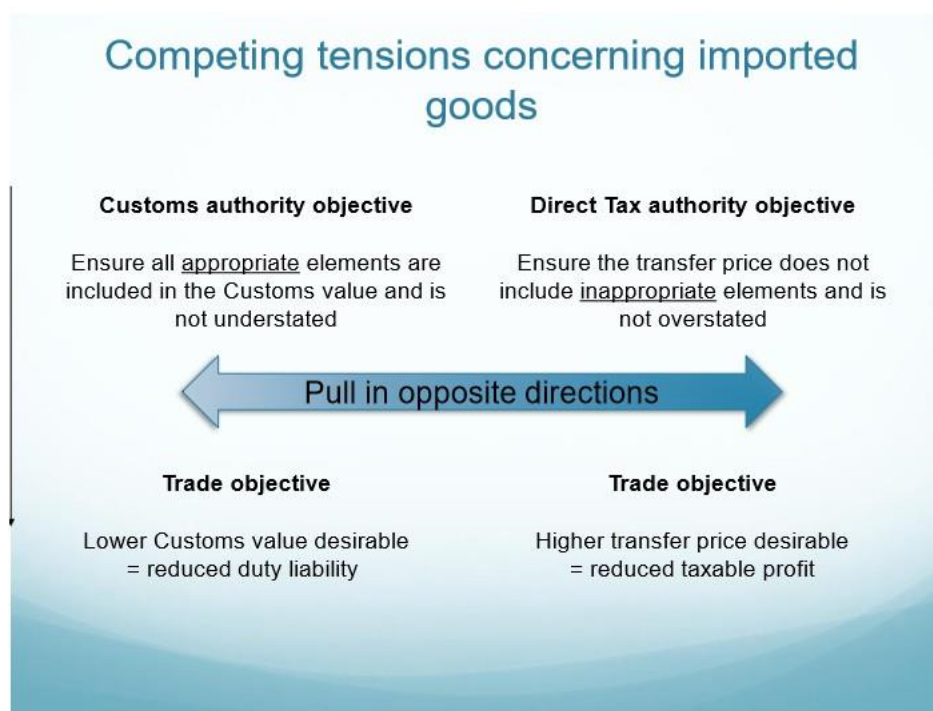 Competing tensions concerning imported
goods
Customs authority objective
Ensure all appropriate elements are
included in the Customs value and is
not understated
Direct Tax authority objective
Ensure the transfer price does not
include inappropriate elements and is
not overstated
Pull in opposite directions
Trade objective
Lower Customs value desirable
= reduced duty liability
Trade objective
Higher transfer price desirable
= reduced taxable profit